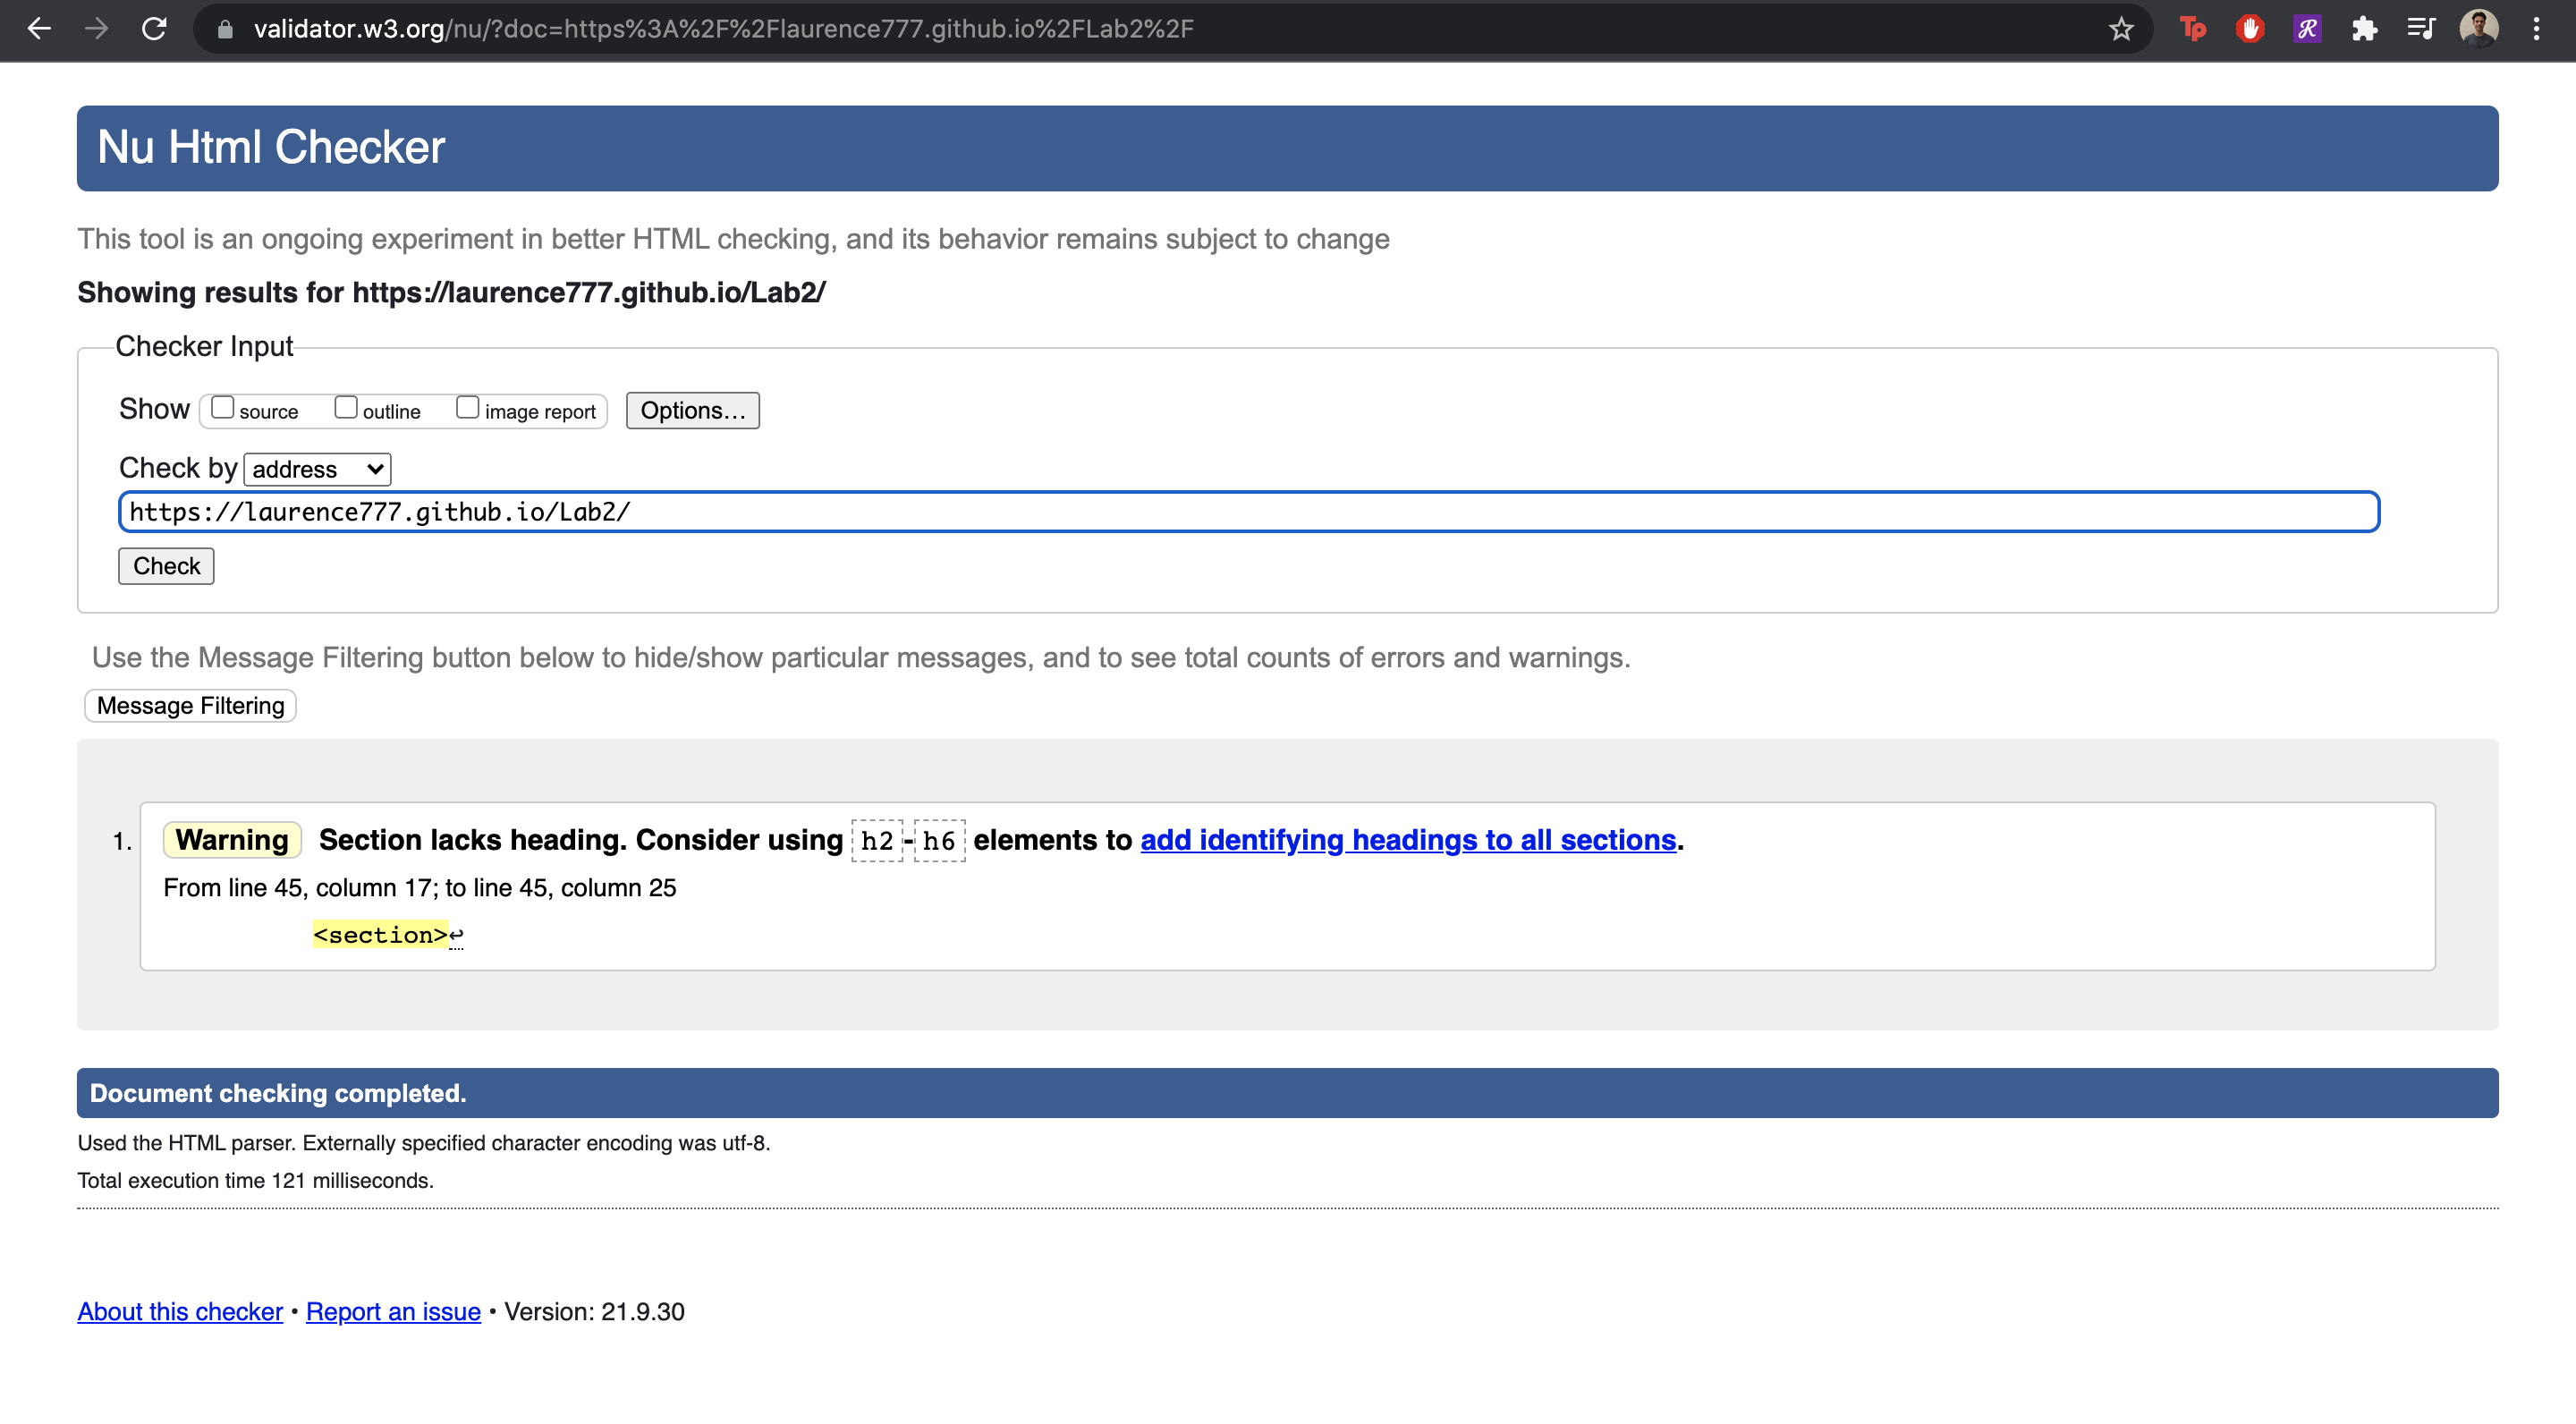 validator.w3.org/nu/?doc=https%3A%2F%2Flaurence777.github.io%2FLab2%2F
Tp
R
Nu Html Checker
This tool is an ongoing experiment in better HTML checking, and its behavior remains subject to change
Showing results for https://laurence777.github.io/Lab2/
Checker Input
Show source outline image report Options…
Check by address
https://laurence777.github.io/Lab2/
Check
Use the Message Filtering button below to hide/show particular messages, and to see total counts of errors and warnings.
Message Filtering
1. Warning Section lacks heading. Consider using h2-h6 elements to add identifying headings to all sections.
From line 45, column 17; to line 45, column 25
<section>↩
Document checking completed.
Used the HTML parser. Externally specified character encoding was utf-8.
Total execution time 121 milliseconds.
About this checker • Report an issue • Version: 21.9.30